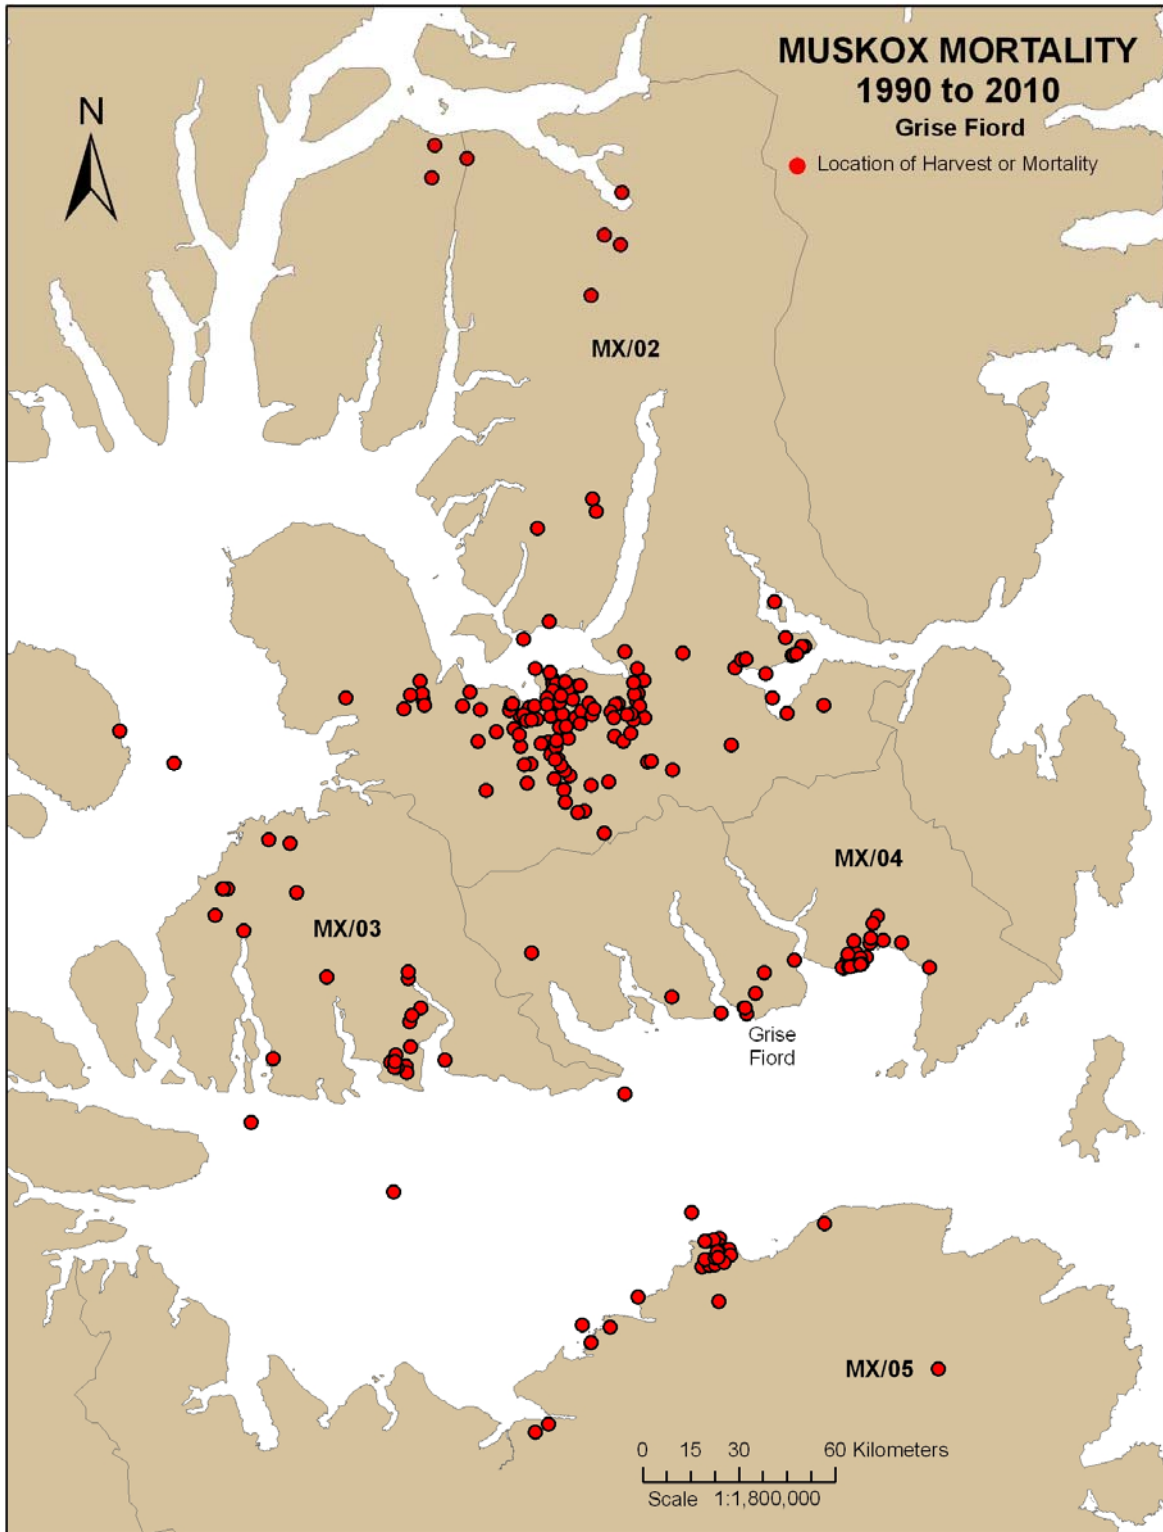 MUSKOX MORTALITY
1990 to 2010
Grise Fiord
Location of Harvest or Mortality
N
MX/02
MX/04
MX/03
Grise
Fiord
MX/05
0 15 30 60 Kilometers
Scale 1:1,800,000